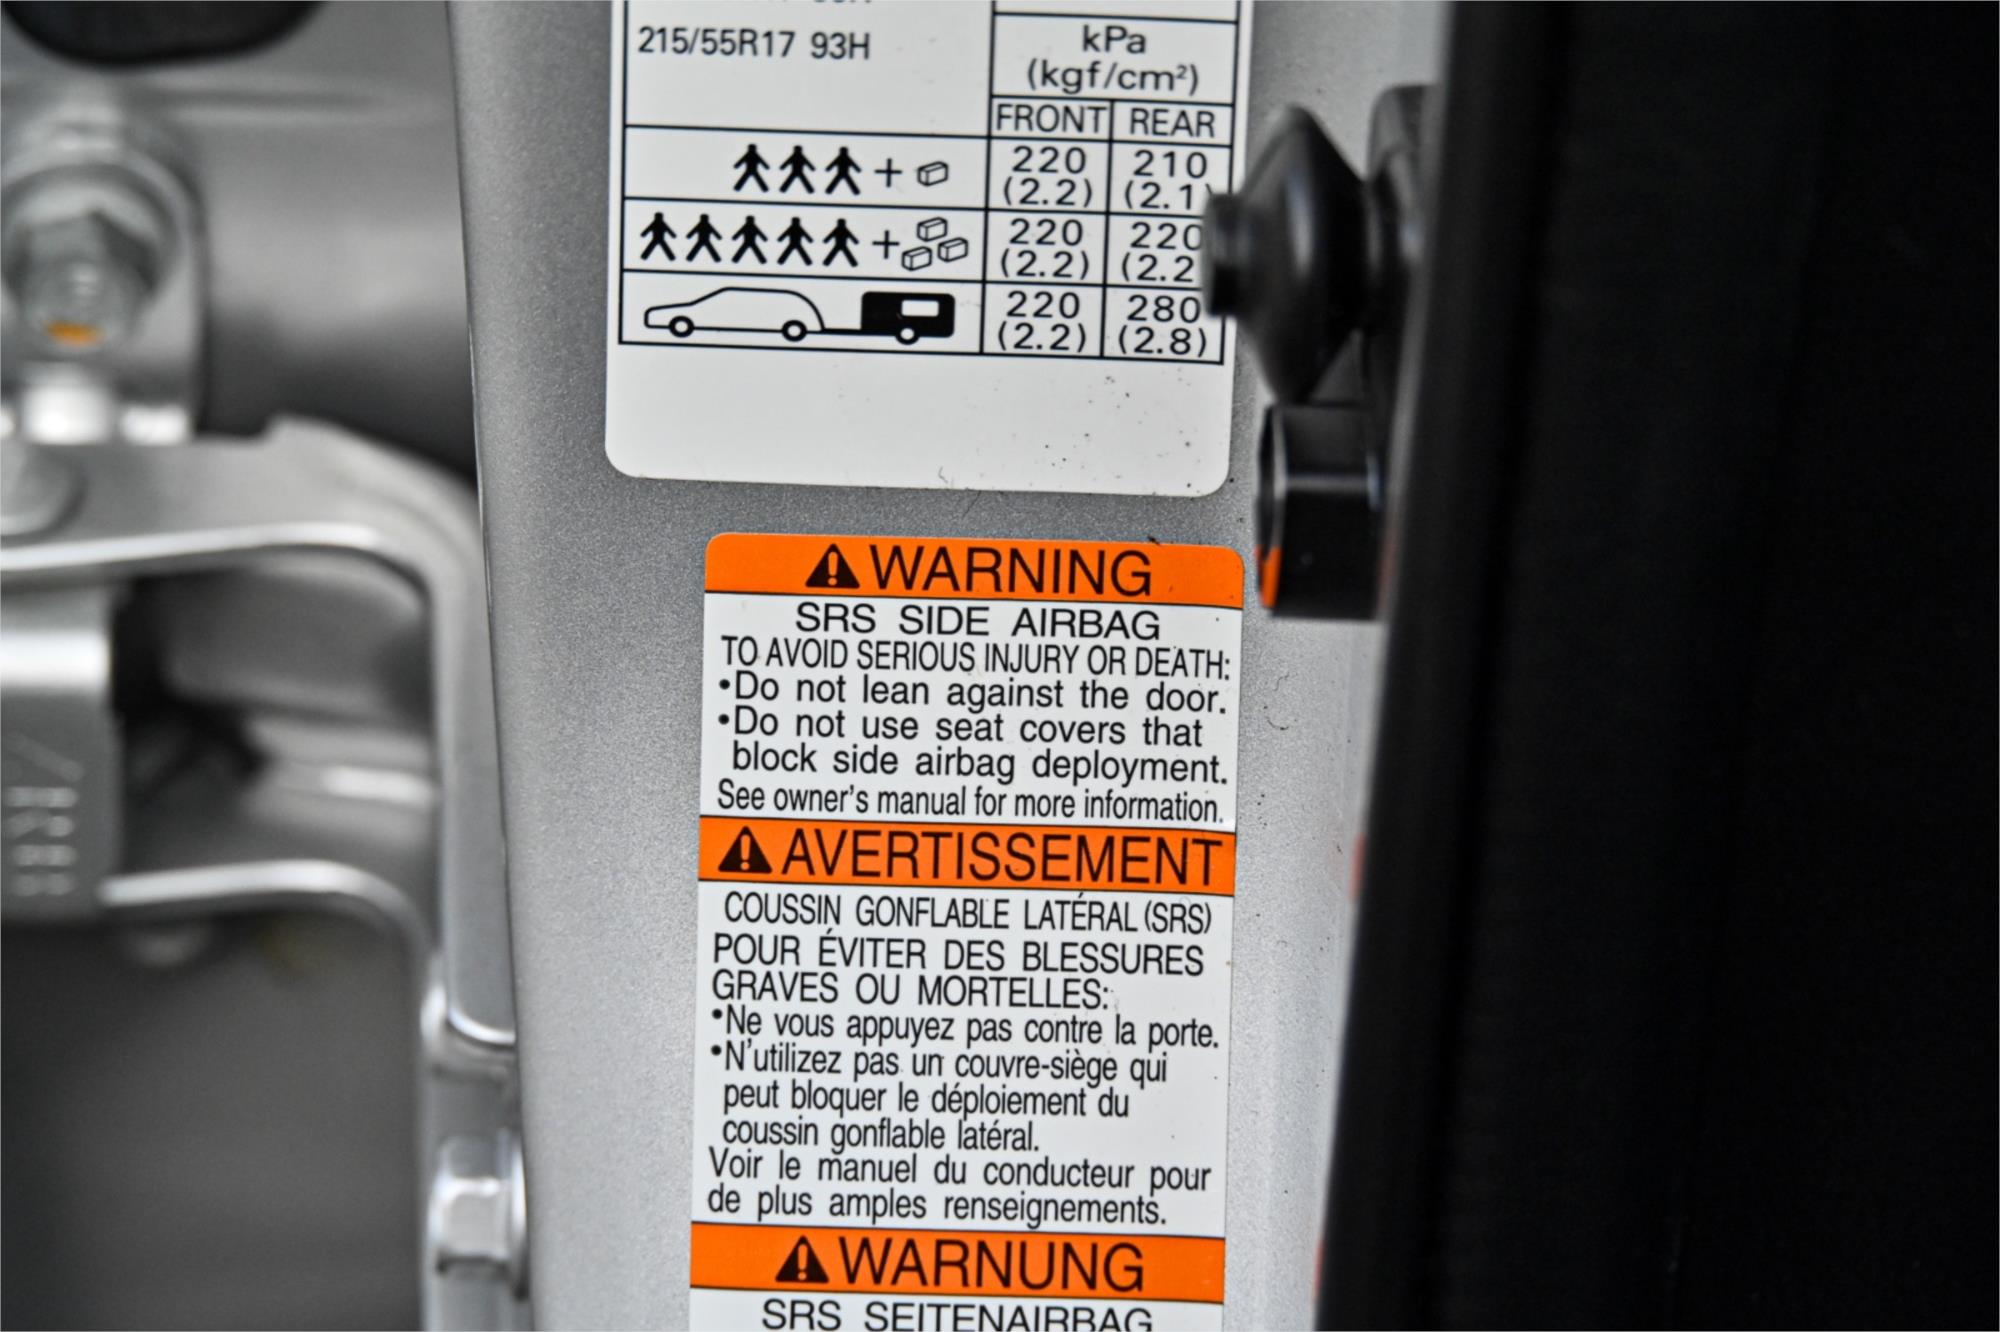 215/55R17 93H
kPa
(kgf/cm²)
FRONT REAR
+ 220 210
(2.2) (2.1
+ 220 220
(2.2) (2.2
220 280
(2.2) (2.8)
WARNING
SRS SIDE AIRBAG
TO AVOID SERIOUS INJURY OR DEATH:
•Do not lean against the door.
•Do not use seat covers that
block side airbag deployment.
See owner's manual for more information.
AVERTISSEMENT
COUSSIN GONFLABLE LATÉRAL (SRS)
POUR ÉVITER DES BLESSURES
GRAVES OU MORTELLES:
•Ne vous appuyez pas contre la porte.
•N'utilizez pas un couvre-siège qui
peut bloquer le déploiement du
coussin gonflable latéral.
Voir le manuel du conducteur pour
de plus amples renseignements.
WARNUNG
SRS SEITENAIRBAG